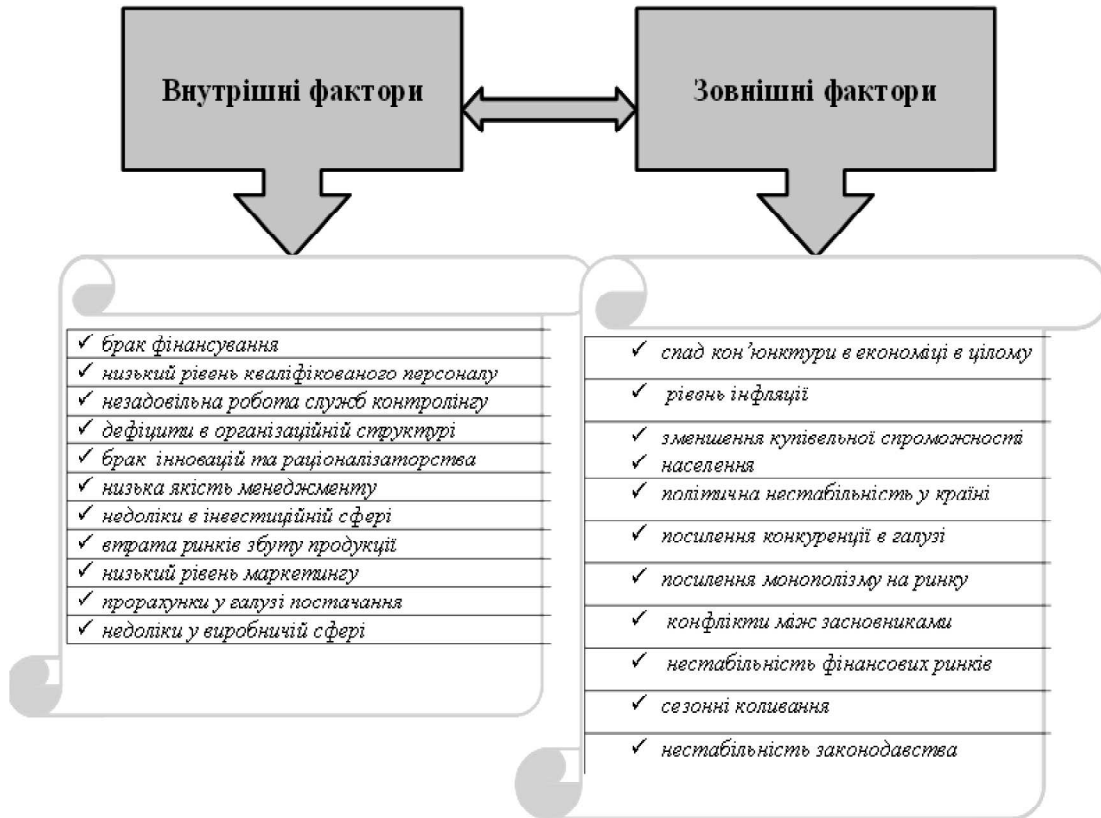 Внутрішні фактори
Зовнішні фактори
✓ брак фінансування
✓ низький рівень кваліфікованого персоналу
✓ незадовільна робота служб контролінгу
✓ дефіцити в організаційній структурі
✓ брак інновацій та раціоналізаторства
✓ низька якість менеджменту
✓ недоліки в інвестиційній сфері
✓ втрата ринків збуту продукції
✓ низький рівень маркетингу
✓ прорахунки у галузі постачання
✓ недоліки у виробничій сфері
✓ спад кон’юнктури в економіці в цілому
✓ рівень інфляції
✓ зменшення купівельної спроможності
✓ населення
✓ політична нестабільність у країні
✓ посилення конкуренції в галузі
✓ посилення монополізму на ринку
✓ конфлікти між засновниками
✓ нестабільність фінансових ринків
✓ сезонні коливання
✓ нестабільність законодавства